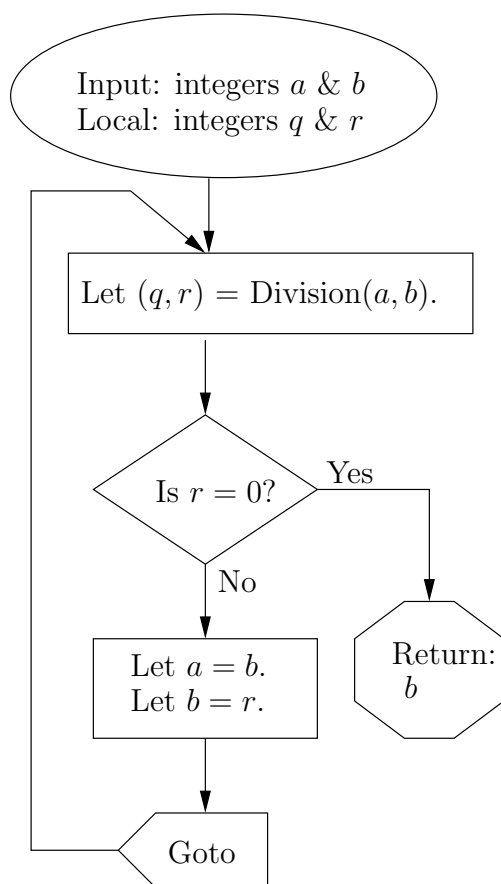 Input: integers a & b
Local: integers q & r
Let (q, r) = Division(a, b).
Is r = 0?
Yes
No
Let a = b.
Let b = r.
Return:
b
Goto